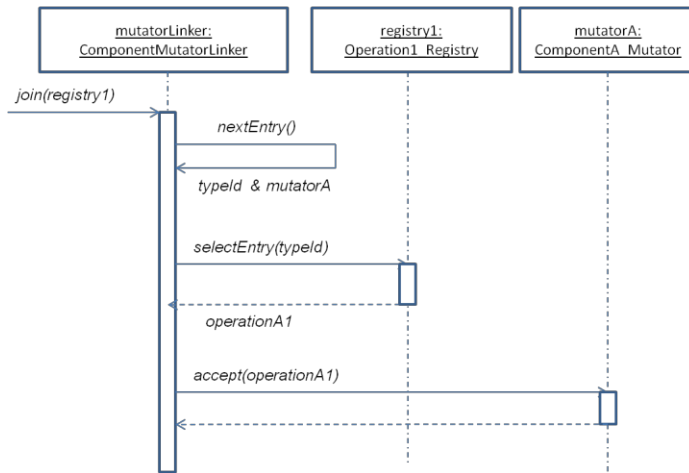 mutatorLinker:
ComponentMutatorLinker
registry1:
Operation1_Registry
mutatorA:
ComponentA_Mutator
join(registry1)
nextEntry()
typeId & mutatorA
selectEntry(typeId)
operationA1
accept(operationA1)